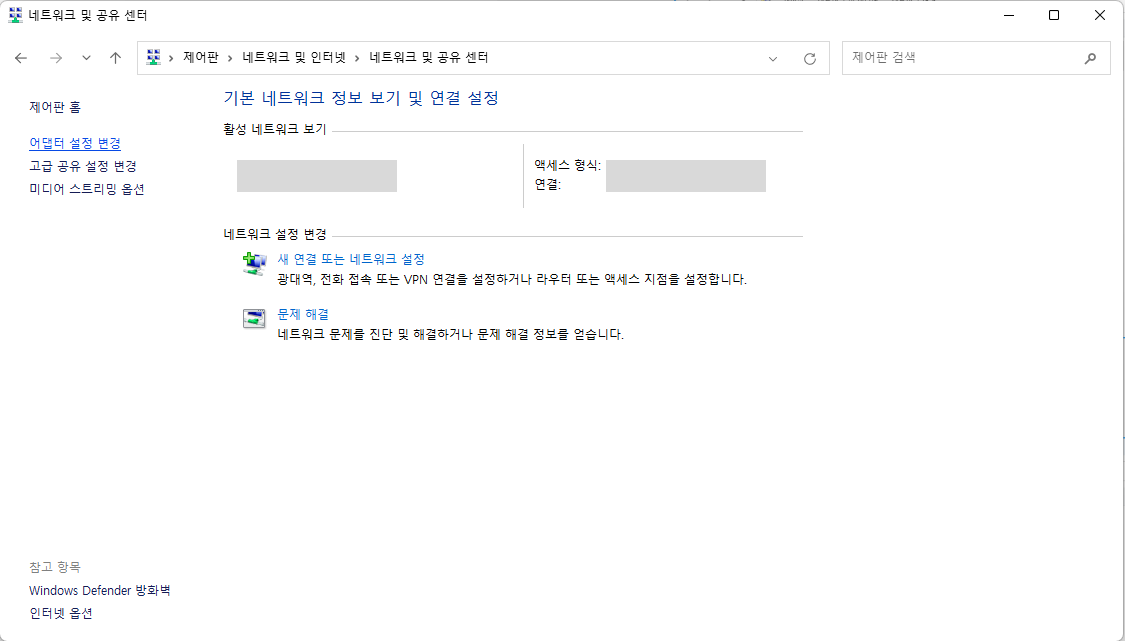 네트워크 및 공유 센터
제어판 › 네트워크 및 인터넷 › 네트워크 및 공유 센터
제어판 검색
제어판 홈
어댑터 설정 변경
고급 공유 설정 변경
미디어 스트리밍 옵션
기본 네트워크 정보 보기 및 연결 설정
활성 네트워크 보기
액세스 형식:
연결:
네트워크 설정 변경
새 연결 또는 네트워크 설정
광대역, 전화 접속 또는 VPN 연결을 설정하거나 라우터 또는 액세스 지점을 설정합니다.
문제 해결
네트워크 문제를 진단 및 해결하거나 문제 해결 정보를 얻습니다.
참고 항목
Windows Defender 방화벽
인터넷 옵션